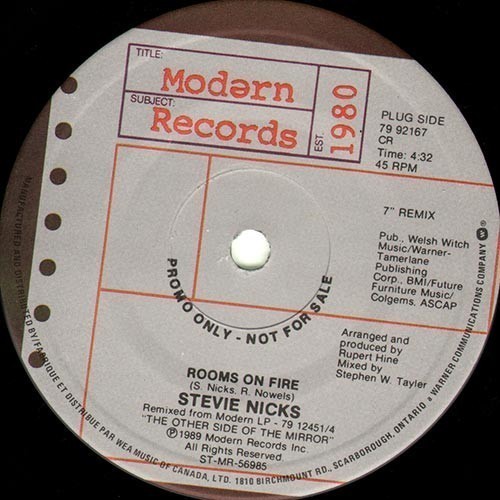 TITLE:
Modərn
SUBJECT:
Records
EST.
1980
PLUG SIDE
79 92167
CR
Time: 4:32
45 RPM
7" REMIX
Pub., Welsh Witch
Music/Warner-
Tamerlane
Publishing
Corp., BMI/Future
Furniture Music/
Colgems, ASCAP
Arranged and
produced by
Rupert Hine
Mixed by
Stephen W. Tayler
PROMO ONLY - NOT FOR SALE
ROOMS ON FIRE
(S. Nicks, R. Nowels)
STEVIE NICKS
Remixed from Modern LP - 79 12451/4
"THE OTHER SIDE OF THE MIRROR"
℗1989 Modern Records Inc.
All Rights Reserved.
ST-MR-56985
MANUFACTURED AND DISTRIBUTED BY/FABRIQUE ET DISTRIBUE PAR WEA MUSIC OF CANADA, LTD. 1810 BIRCHMOUNT RD., SCARBOROUGH, ONTARIO A WARNER COMMUNICATIONS COMPANY